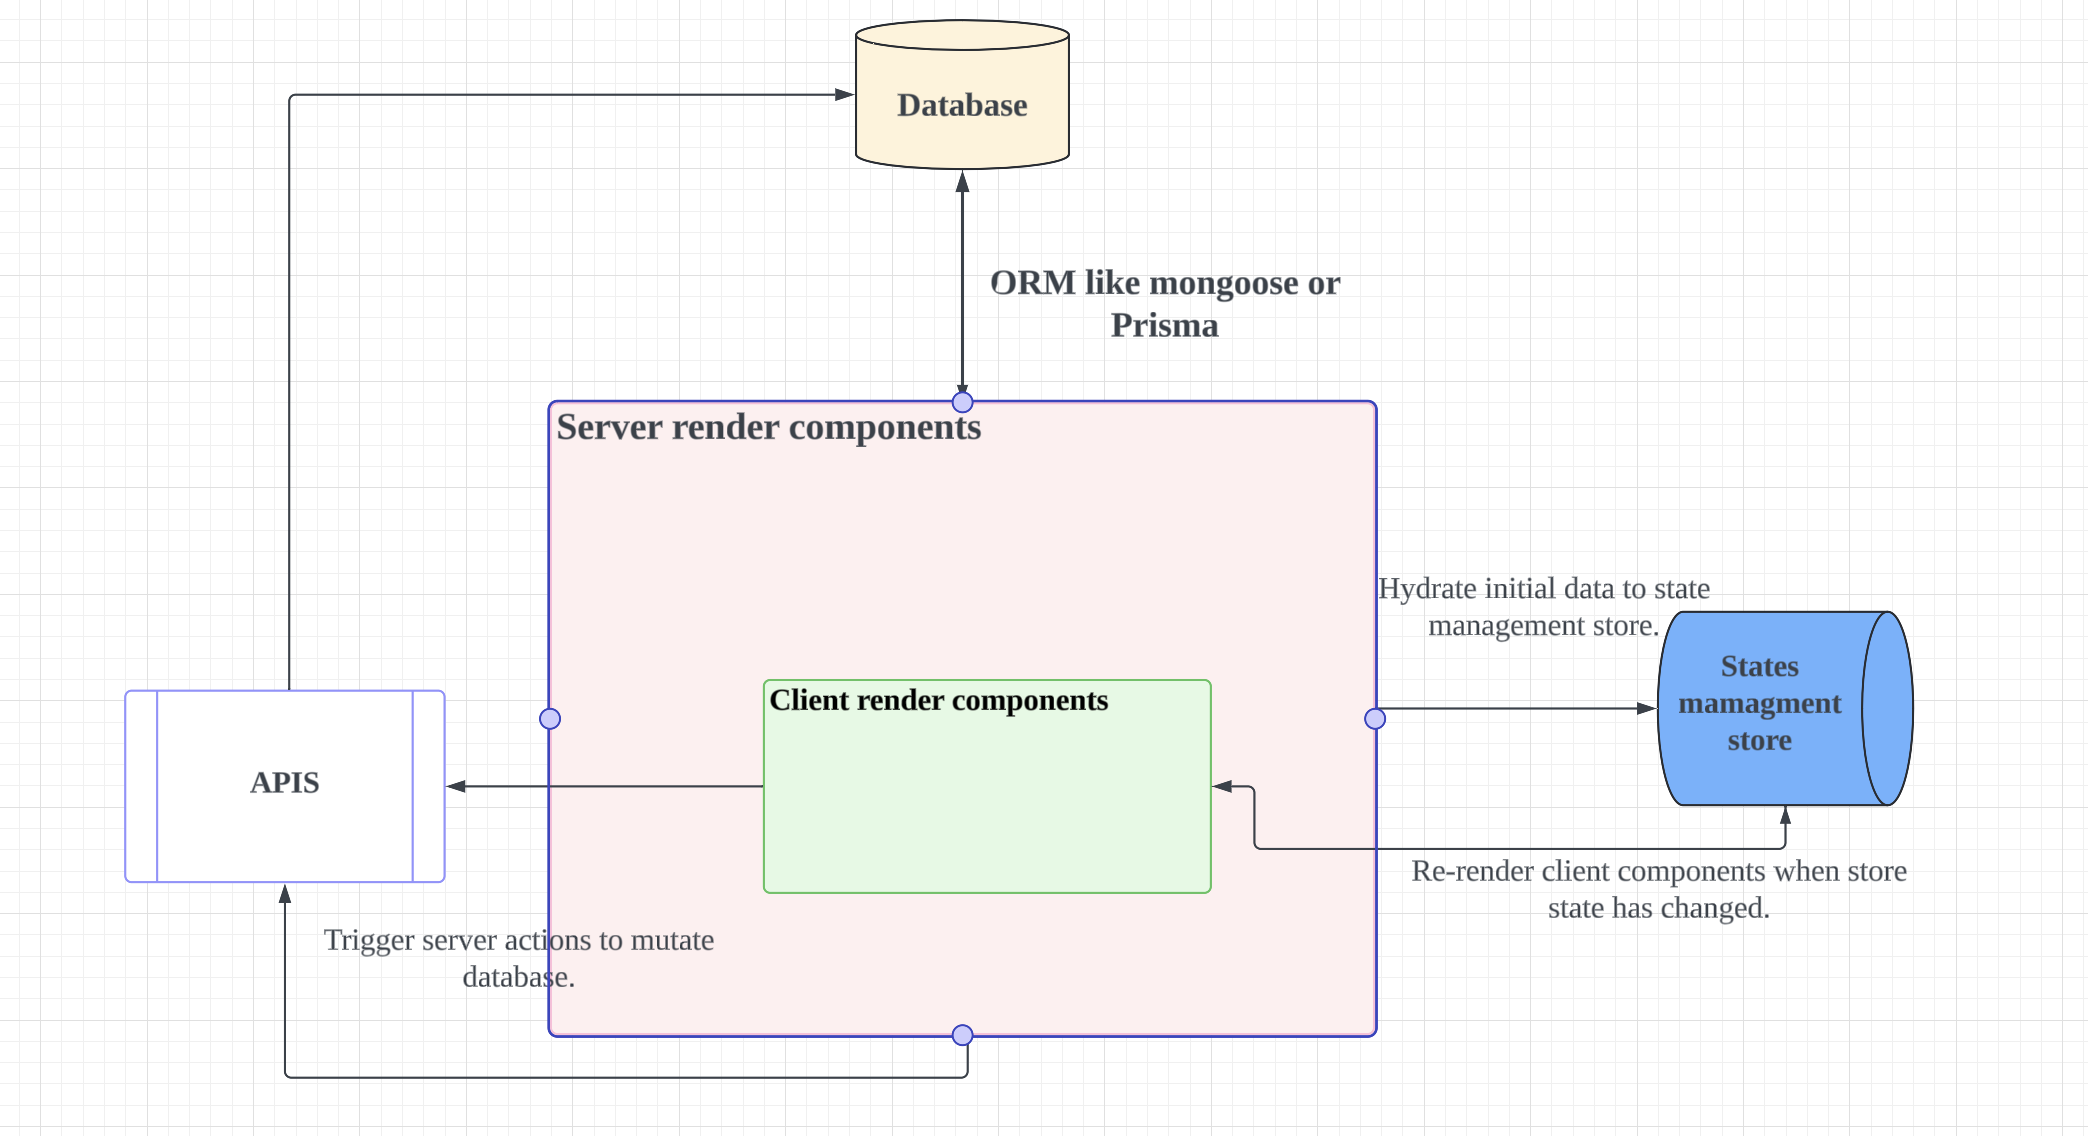 Database
ORM like mongoose or
Prisma
Server render components
Hydrate initial data to state
management store.
States
mamagment
store
Client render components
APIS
Re-render client components when store
state has changed.
Trigger server actions to mutate
database.